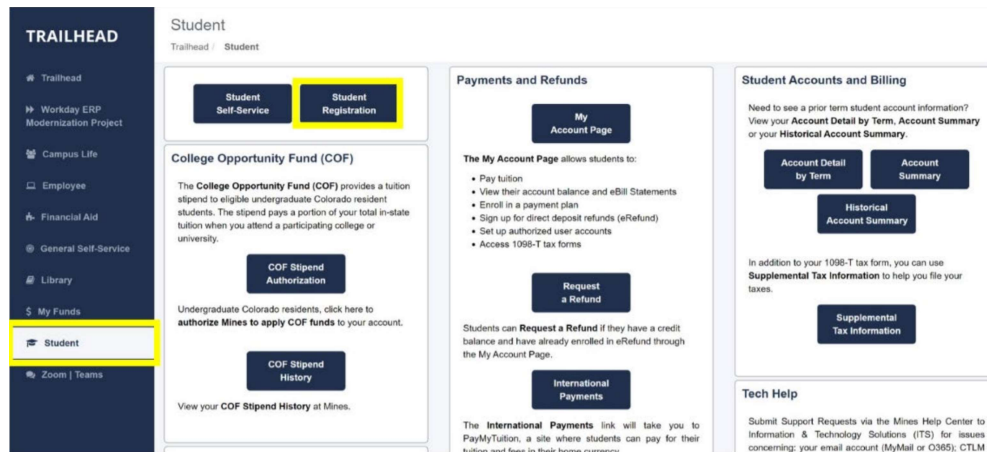 TRAILHEAD
Trailhead
Workday ERP
Modernization Project
Campus Life
Employee
Financial Aid
General Self-Service
Library
$ My Funds
Student
Zoom | Teams
Student
Trailhead / Student
Student
Self-Service
Student
Registration
College Opportunity Fund (COF)
The College Opportunity Fund (COF) provides a tuition
stipend to eligible undergraduate Colorado resident
students. The stipend pays a portion of your total in-state
tuition when you attend a participating college or
university.
COF Stipend
Authorization
Undergraduate Colorado residents, click here to
authorize Mines to apply COF funds to your account.
COF Stipend
History
View your COF Stipend History at Mines.
Payments and Refunds
My
Account Page
The My Account Page allows students to:
• Pay tuition
• View their account balance and eBill Statements
• Enroll in a payment plan
• Sign up for direct deposit refunds (eRefund)
• Set up authorized user accounts
• Access 1098-T tax forms
Request
a Refund
Students can Request a Refund if they have a credit
balance and have already enrolled in eRefund through
the My Account Page.
International
Payments
The International Payments link will take you to
PayMyTuition, a site where students can pay for their
tuition and fees in their home currency.
Student Accounts and Billing
Need to see a prior term student account information?
View your Account Detail by Term, Account Summary
or your Historical Account Summary.
Account Detail
by Term
Account
Summary
Historical
Account Summary
In addition to your 1098-T tax form, you can use
Supplemental Tax Information to help you file your
taxes.
Supplemental
Tax Information
Tech Help
Submit Support Requests via the Mines Help Center to
Information & Technology Solutions (ITS) for issues
concerning: your email account (MyMail or O365); CTLM